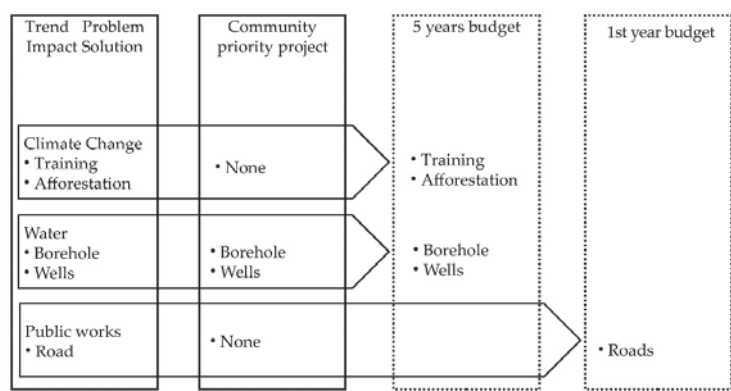 Trend Problem
Impact Solution
Community
priority project
5 years budget
1st year budget
Climate Change
• Training
• Afforestation
• None
• Training
• Afforestation
Water
• Borehole
• Wells
• Borehole
• Wells
• Borehole
• Wells
Public works
• Road
• None
• Roads